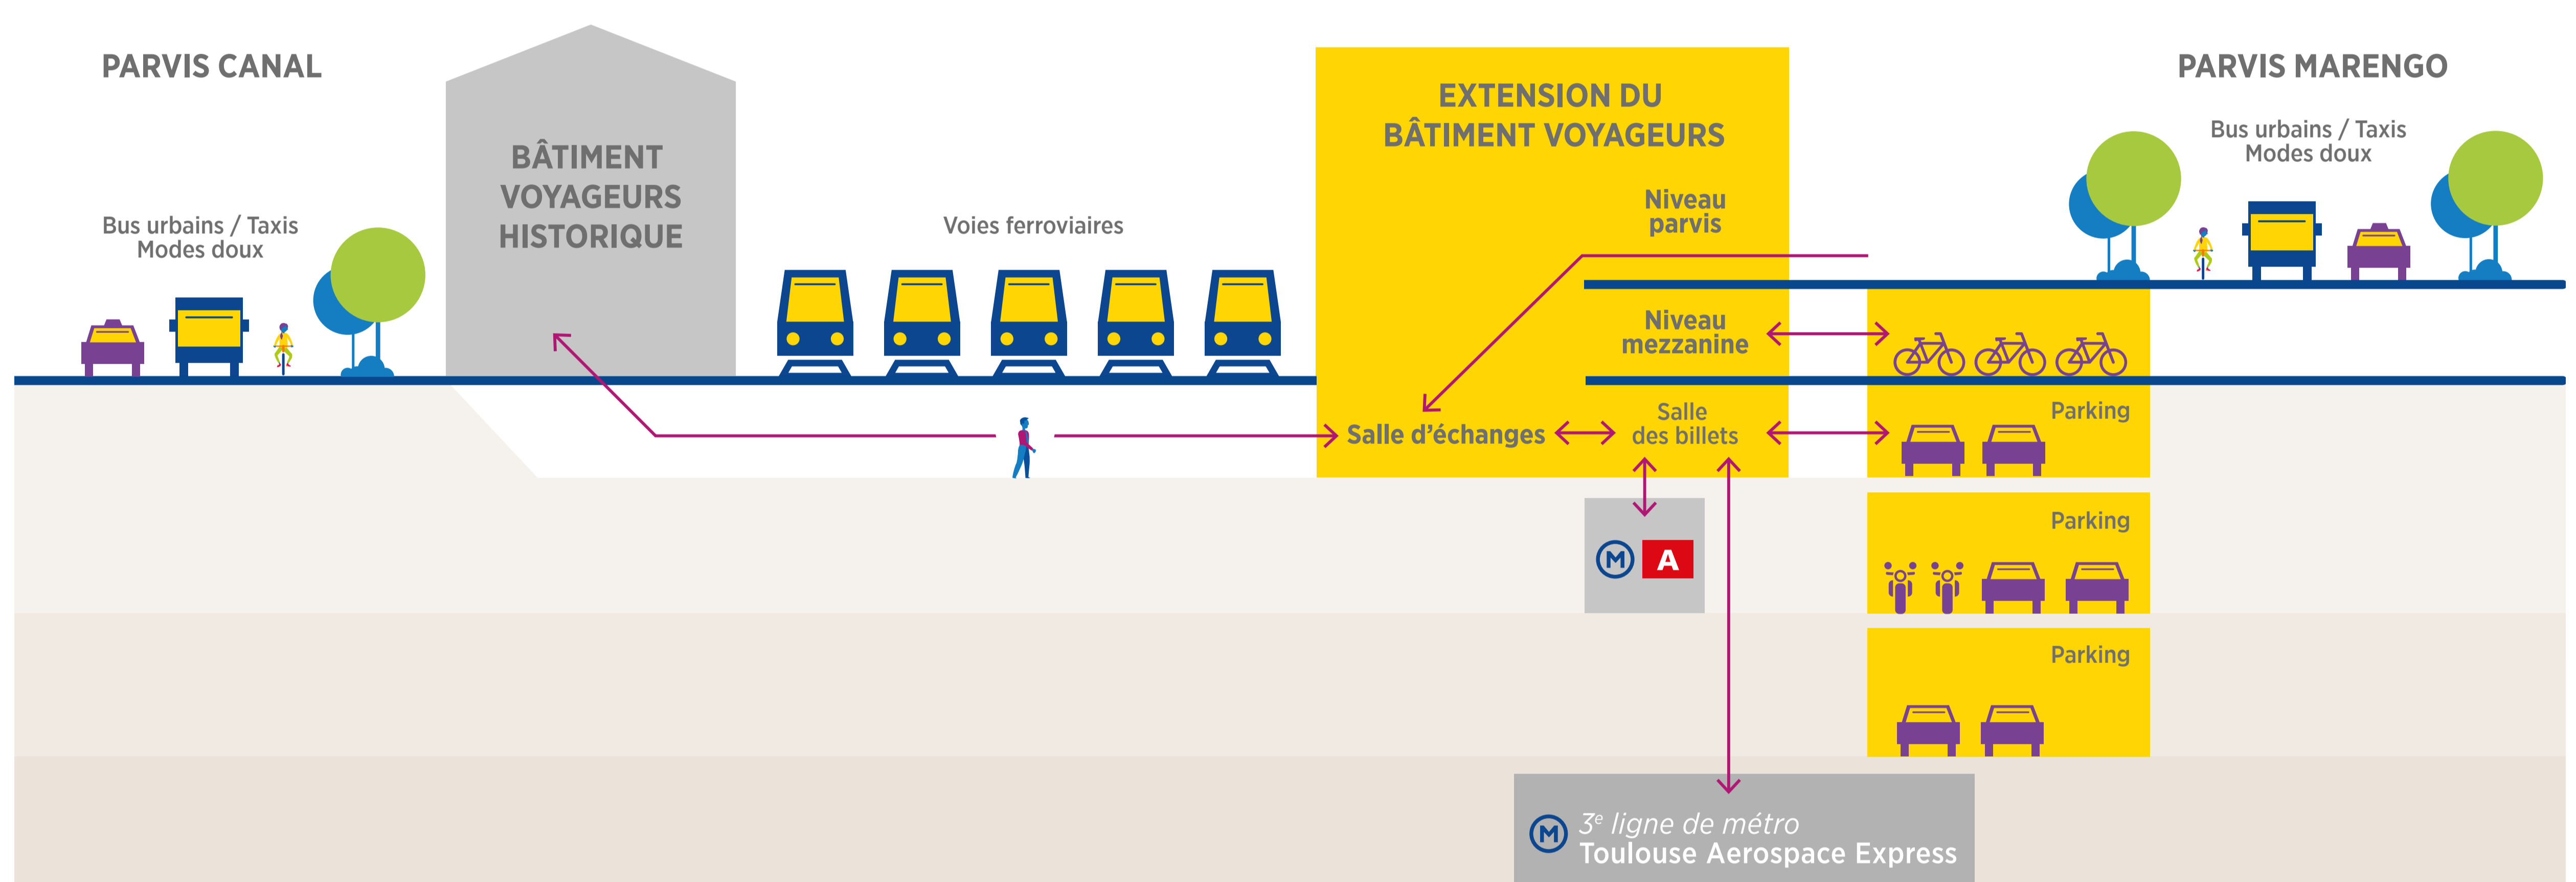 PARVIS CANAL
Bus urbains / Taxis
Modes doux
BÂTIMENT
VOYAGEURS
HISTORIQUE
Voies ferroviaires
EXTENSION DU
BÂTIMENT VOYAGEURS
Niveau
parvis
Niveau
mezzanine
Salle d'échanges
Salle
des billets
M A
M 3e ligne de métro
Toulouse Aerospace Express
PARVIS MARENGO
Bus urbains / Taxis
Modes doux
Parking
Parking
Parking